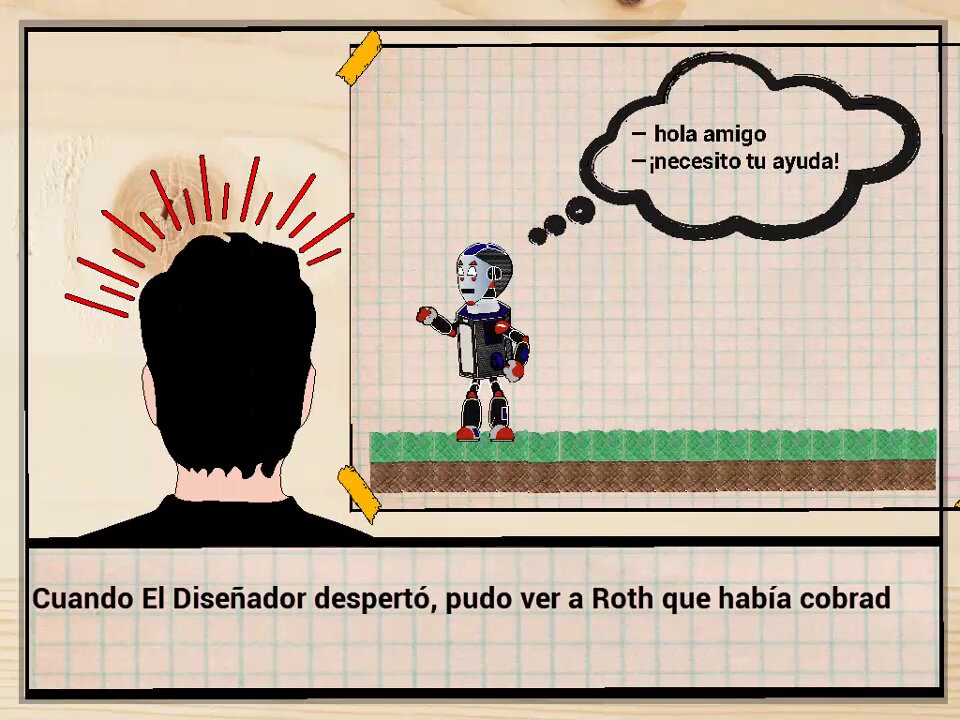 — hola amigo
—¡necesito tu ayuda!
Cuando El Diseñador despertó, pudo ver a Roth que había cobrad